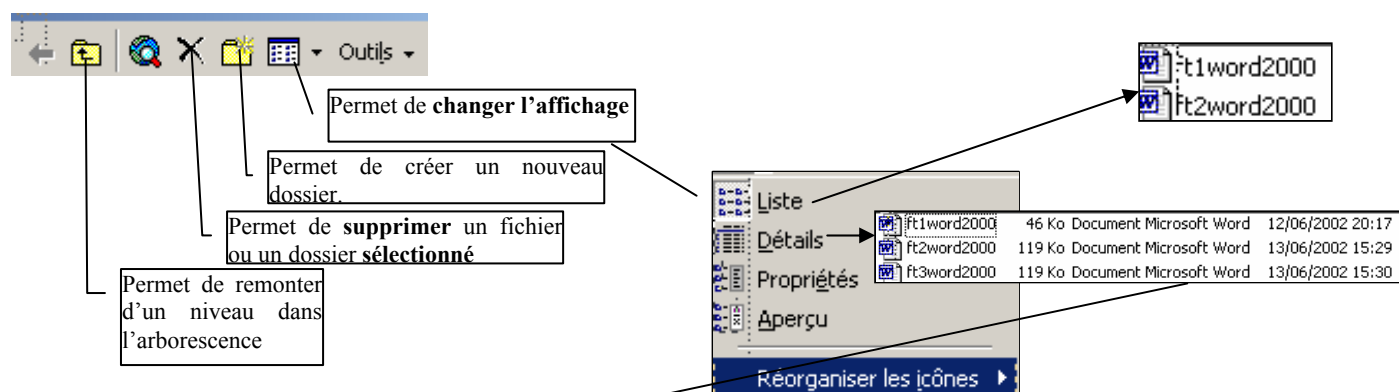 Outils
Permet de changer l'affichage
Permet de créer un nouveau
dossier.
Permet de supprimer un fichier
ou un dossier sélectionné
Permet de remonter
d'un niveau dans
l'arborescence
ft1word2000
ft2word2000
Liste
Détails
Propriétés
Aperçu
Réorganiser les icônes
ft1word2000 46 Ko Document Microsoft Word 12/06/2002 20:17
ft2word2000 119 Ko Document Microsoft Word 13/06/2002 15:29
ft3word2000 119 Ko Document Microsoft Word 13/06/2002 15:30